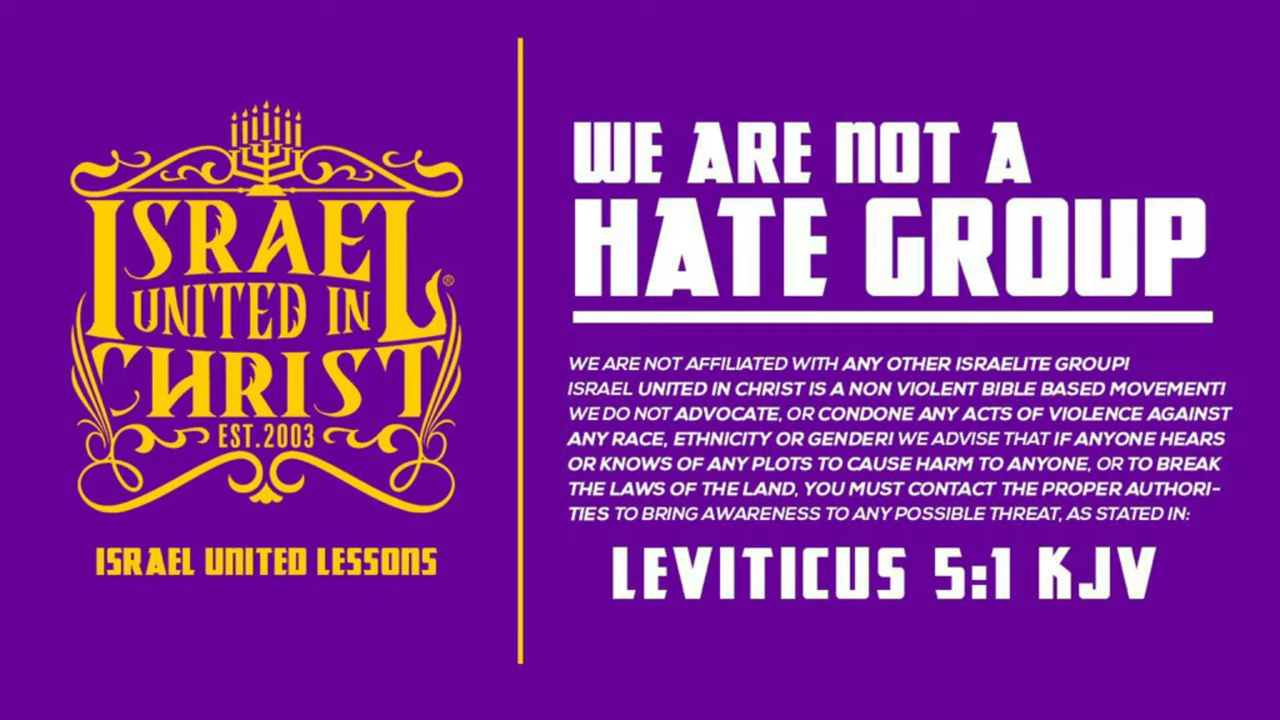 ISRAEL
UNITED IN
CHRIST
®
EST.2003
ISRAEL UNITED LESSONS
WE ARE NOT A
HATE GROUP
WE ARE NOT AFFILIATED WITH ANY OTHER ISRAELITE GROUP!
ISRAEL UNITED IN CHRIST IS A NON VIOLENT BIBLE BASED MOVEMENT!
WE DO NOT ADVOCATE, OR CONDONE ANY ACTS OF VIOLENCE AGAINST
ANY RACE, ETHNICITY OR GENDER! WE ADVISE THAT IF ANYONE HEARS
OR KNOWS OF ANY PLOTS TO CAUSE HARM TO ANYONE, OR TO BREAK
THE LAWS OF THE LAND, YOU MUST CONTACT THE PROPER AUTHORI-
TIES TO BRING AWARENESS TO ANY POSSIBLE THREAT, AS STATED IN:
LEVITICUS 5:1 KJV